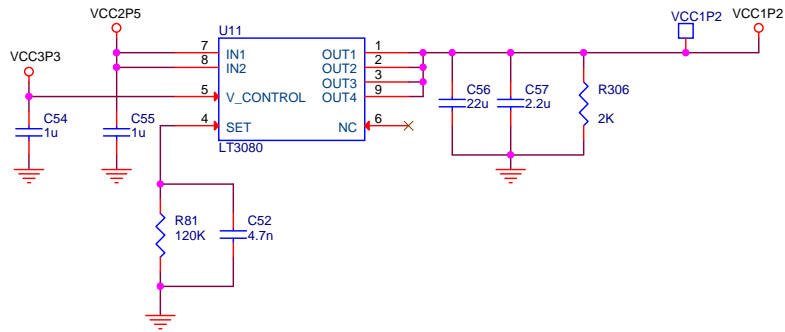 VCC2P5
VCC3P3
U11
7 IN1 OUT1 1
8 IN2 OUT2 2
OUT3 3
5 V_CONTROL OUT4 9
4 SET NC 6
LT3080
C54
1u
C55
1u
VCC1P2
VCC1P2
C56
22u
C57
2.2u
R306
2K
R81
120K
C52
4.7n